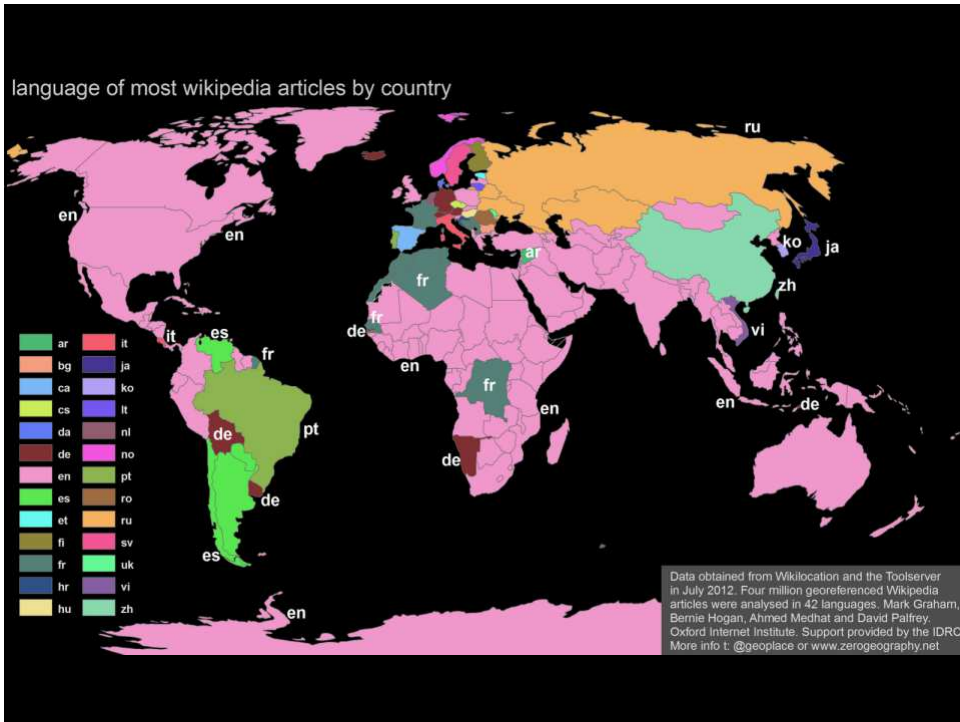 language of most wikipedia articles by country
ru
en
en
ko
ja
ar
zh
fr
it
es
fr
de
vi
fr
en
fr
en
en
de
de
pt
de
de
es
en
ar
it
bg
ja
ca
ko
cs
lt
da
nl
de
no
en
pt
es
ro
et
ru
fi
sv
fr
uk
hr
vi
hu
zh
Data obtained from Wikilocation and the Toolserver
in July 2012. Four million georeferenced Wikipedia
articles were analysed in 42 languages. Mark Graham,
Bernie Hogan, Ahmed Medhat and David Palfrey.
Oxford Internet Institute. Support provided by the IDRC
More info t: @geoplace or www.zerogeography.net